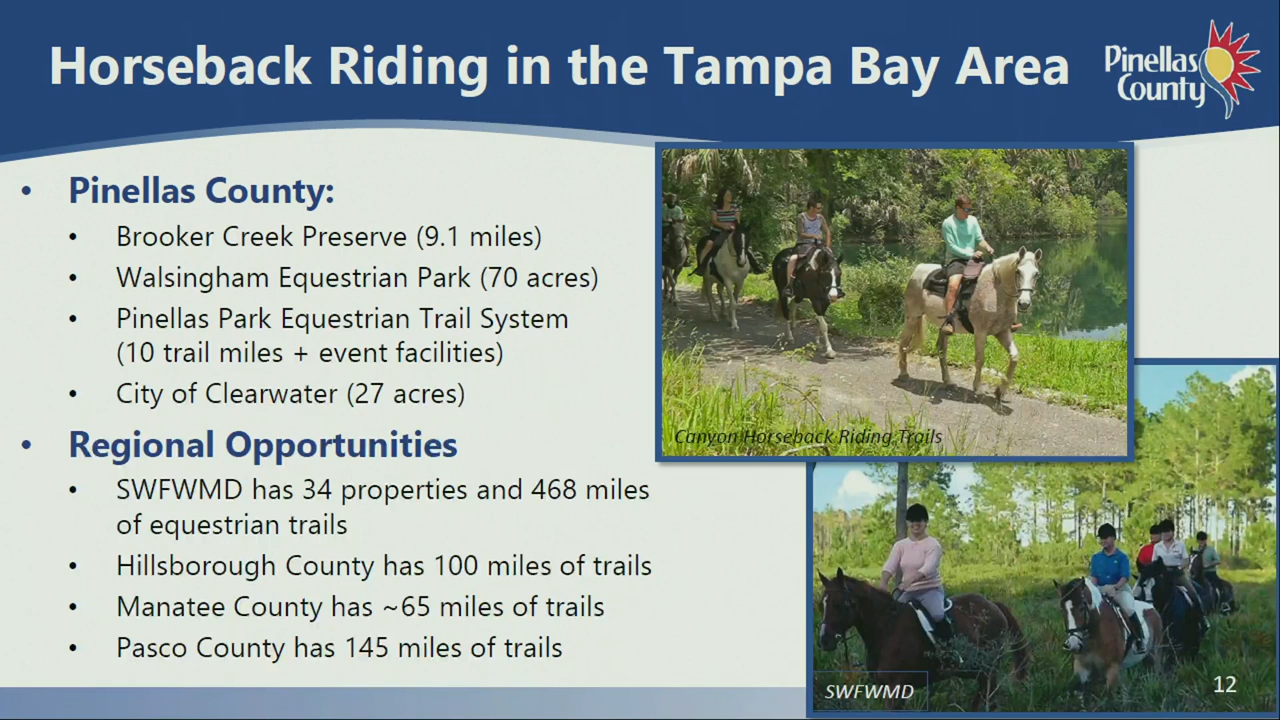 Horseback Riding in the Tampa Bay Area
Pinellas
County
• Pinellas County:
• Brooker Creek Preserve (9.1 miles)
• Walsingham Equestrian Park (70 acres)
• Pinellas Park Equestrian Trail System
(10 trail miles + event facilities)
• City of Clearwater (27 acres)
• Regional Opportunities
• SWFWMD has 34 properties and 468 miles
of equestrian trails
• Hillsborough County has 100 miles of trails
• Manatee County has ~65 miles of trails
• Pasco County has 145 miles of trails
Canyon Horseback Riding Trails
SWFWMD
12